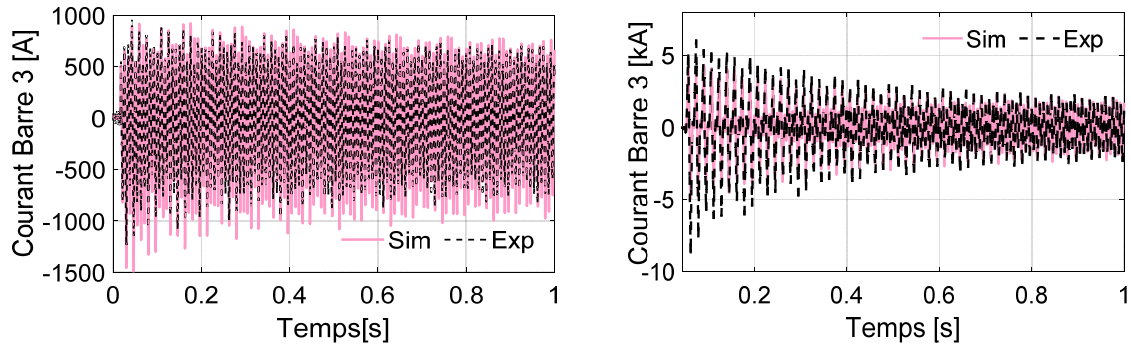 Courant Barre 3 [A]
1000
500
0
-500
-1000
-1500
Sim Exp
0 0.2 0.4 0.6 0.8 1
Temps[s]
Courant Barre 3 [kA]
5
0
-5
-10
Sim Exp
0.2 0.4 0.6 0.8 1
Temps [s]